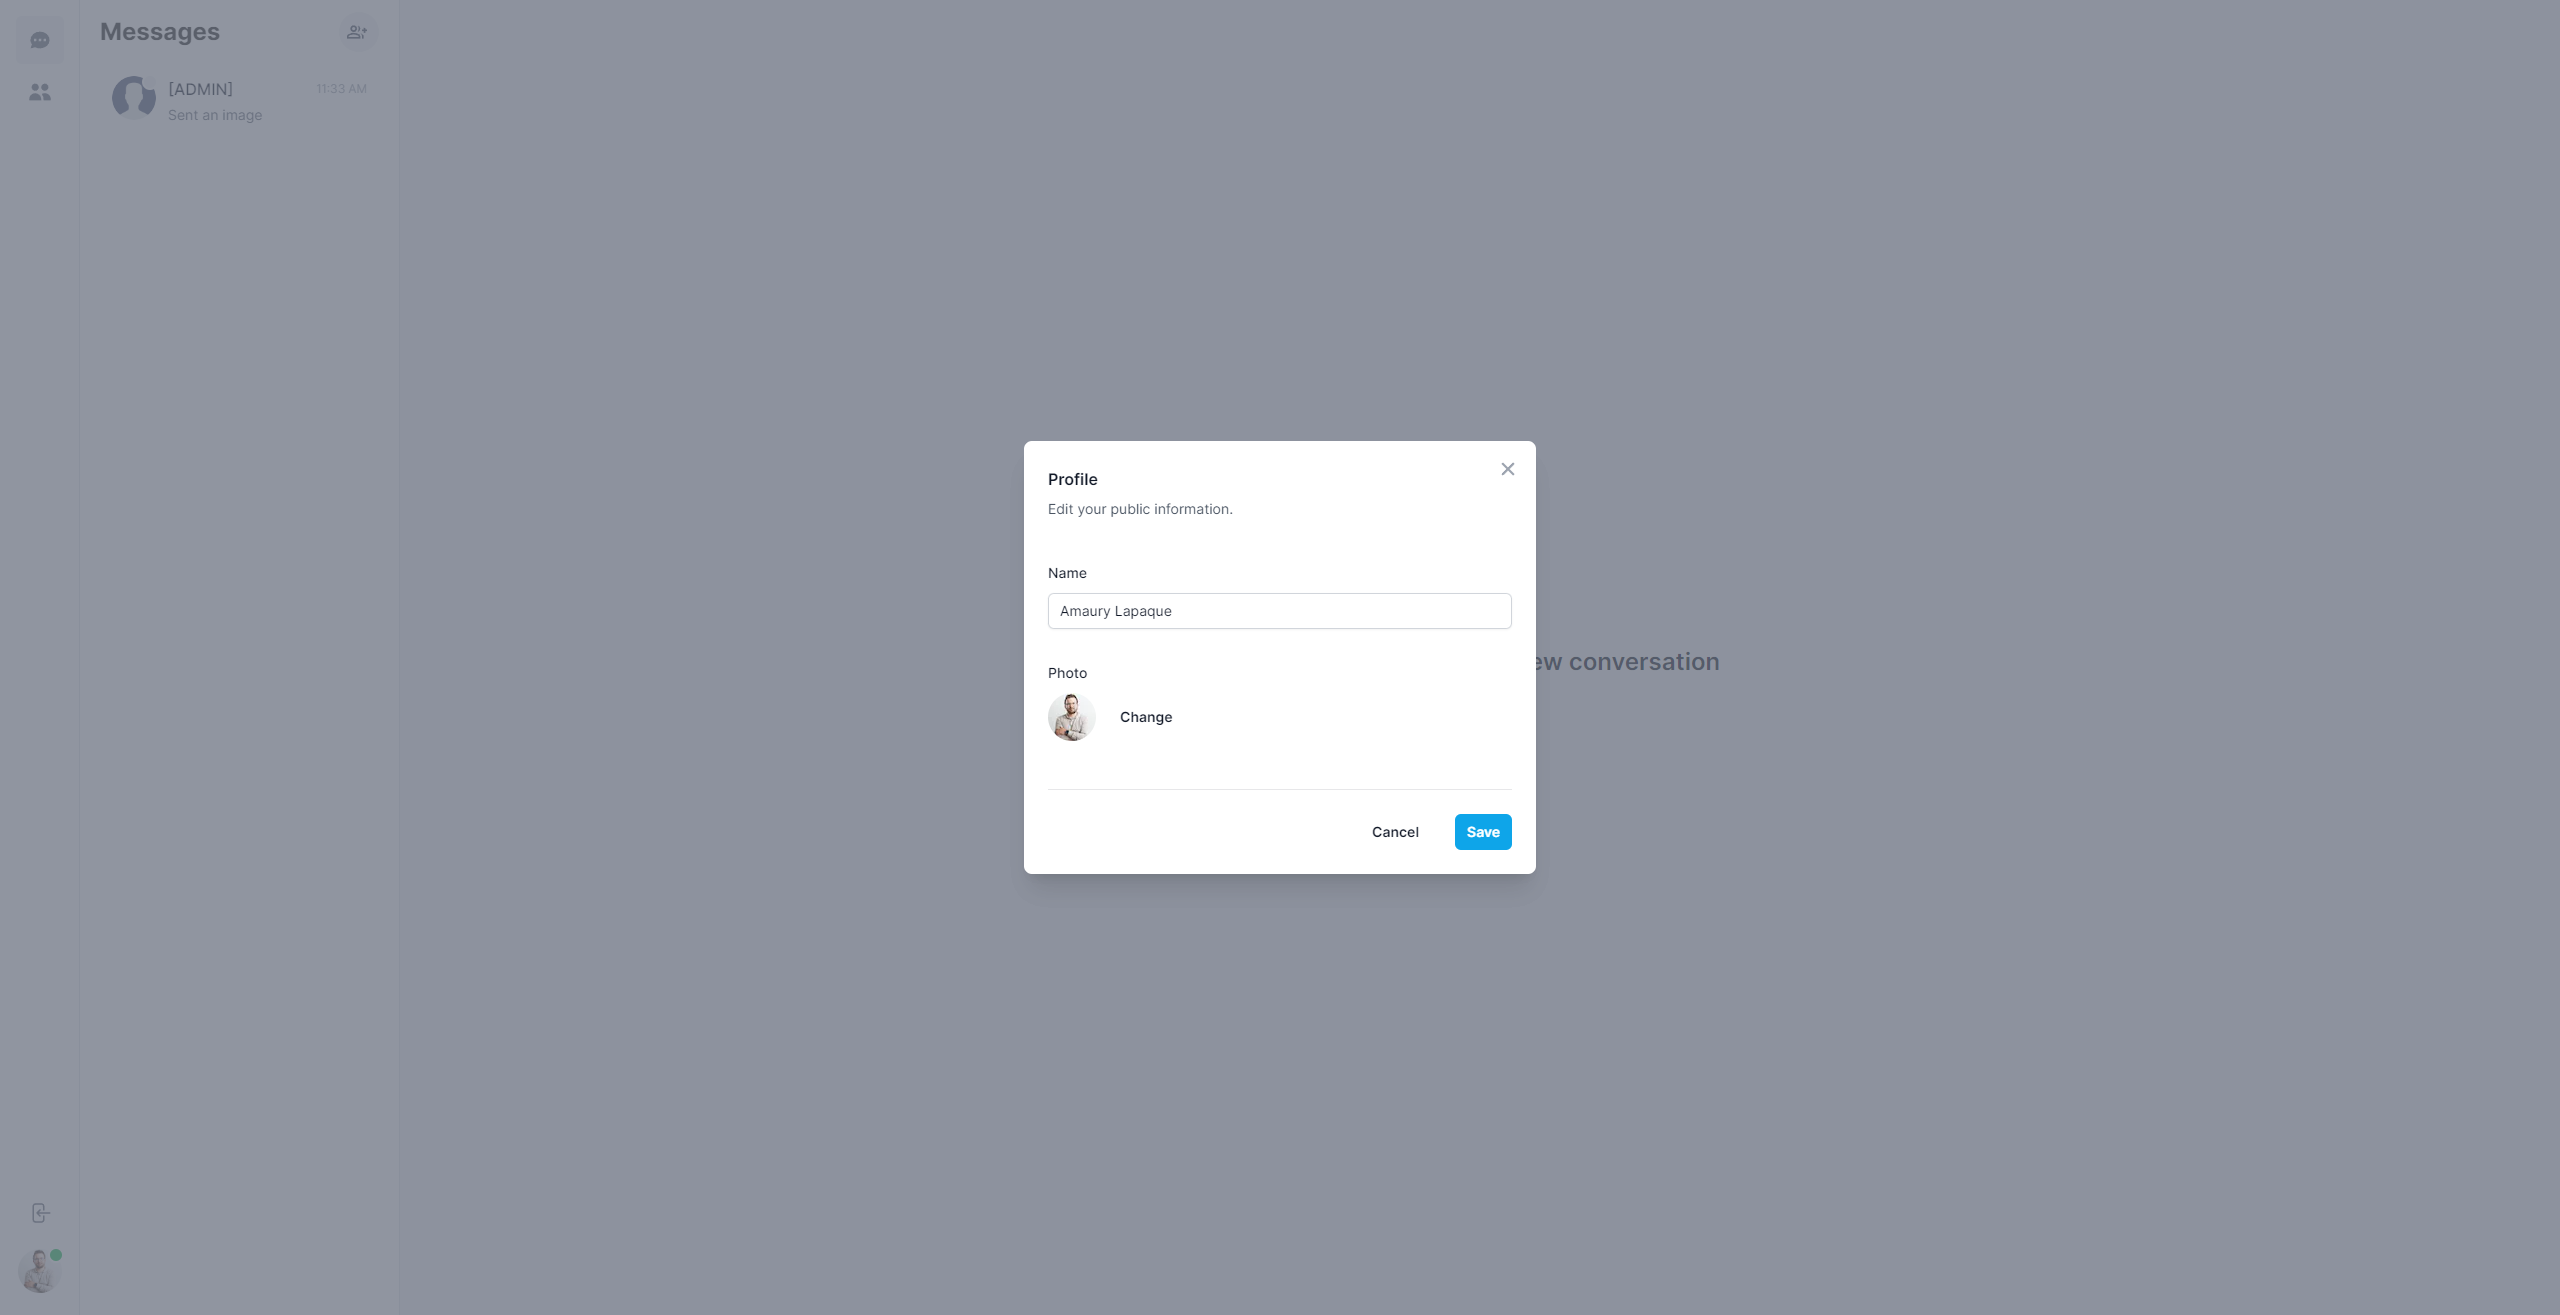 Messages
[ADMIN]
11:33 AM
Sent an image
Profile
Edit your public information.
Name
Amaury Lapaque
Photo
Change
ew conversation
Cancel
Save